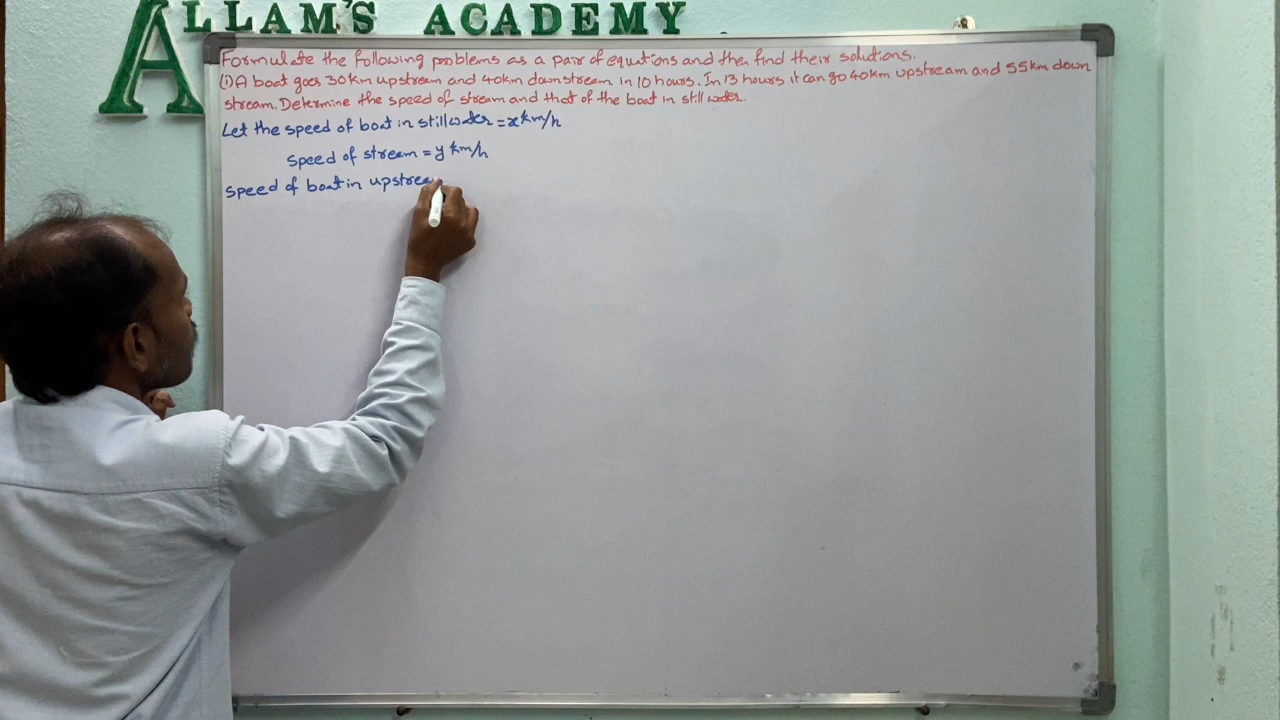 ALLAM'S ACADEMY
Formulate the following problems as a pair of equations and then find their solutions.
(i) A boat goes 30km upstream and 40km downstream in 10 hours. In 13 hours it can go 40km upstream and 55km down
stream. Determine the speed of stream and that of the boat in still water.
Let the speed of boat in still water = x km/h
speed of stream = y km/h
speed of boat in upstrea